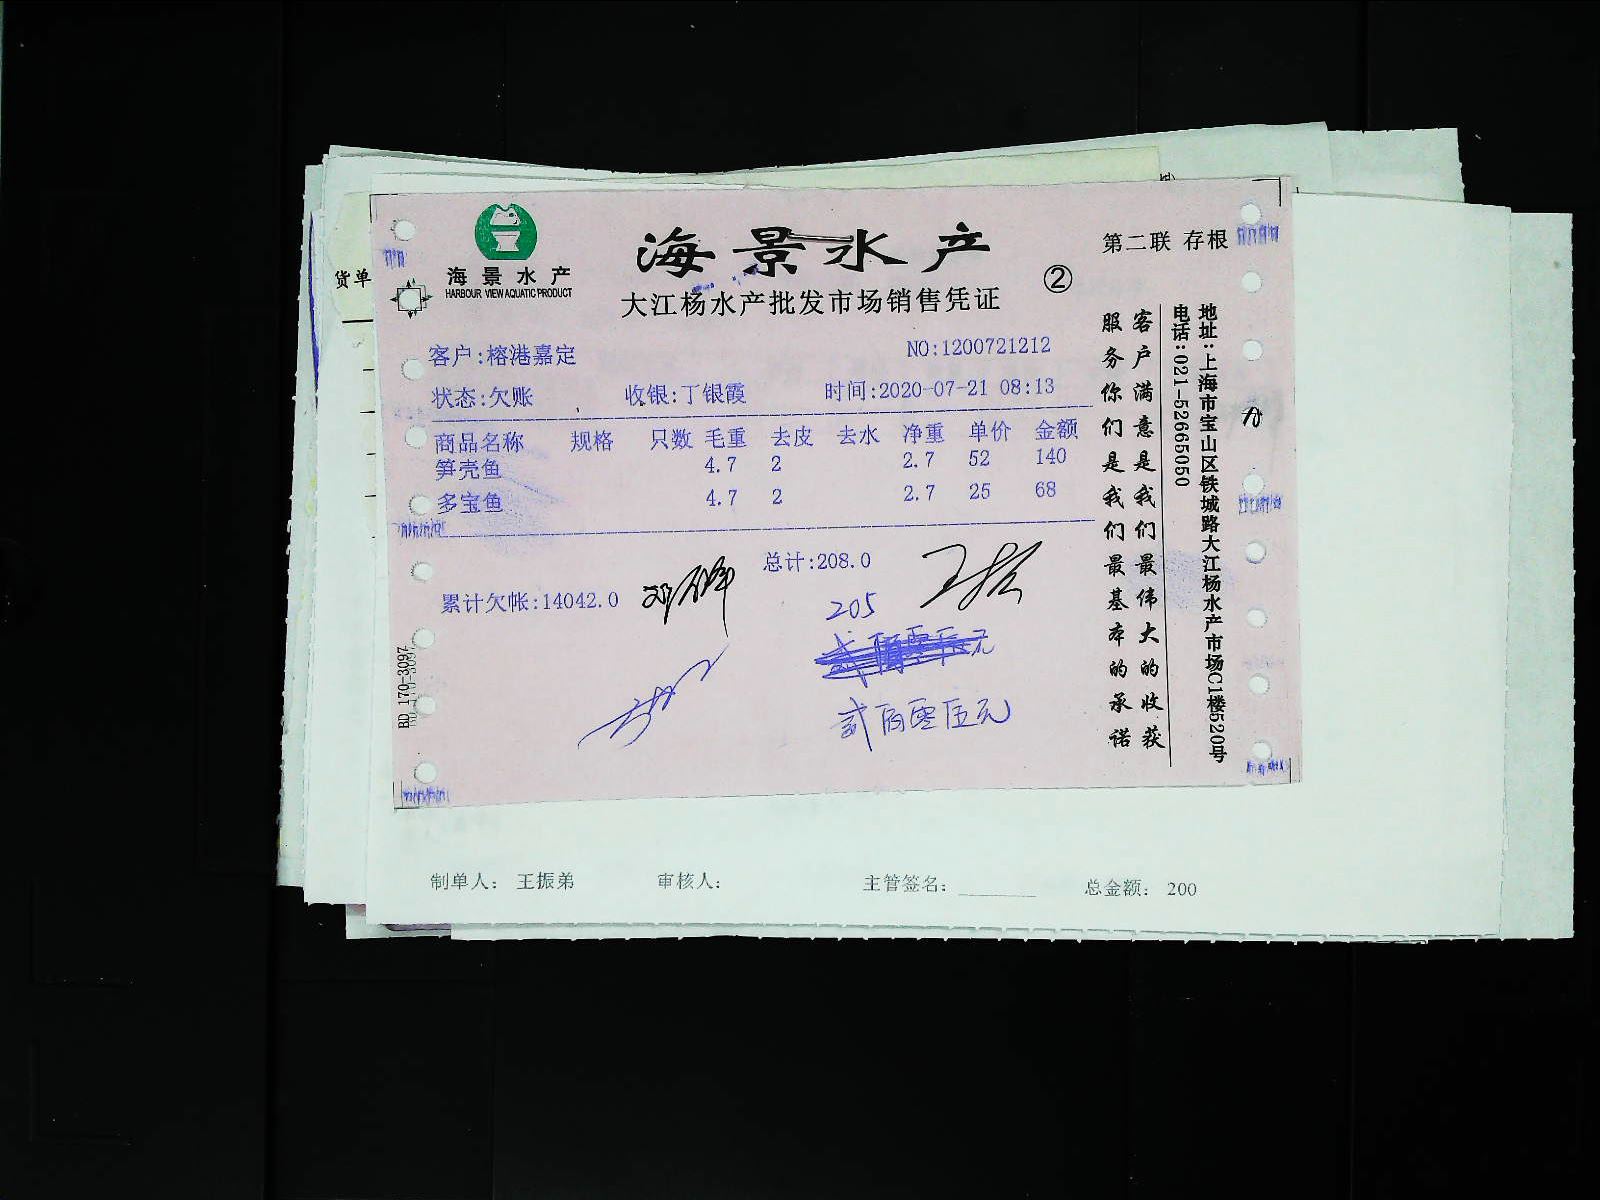 货单
海景水产
HARBOUR VIEW AQUATIC PRODUCT
海景水产
大江杨水产批发市场销售凭证
②
第二联 存根
客户:榕港嘉定
NO:1200721212
状态:欠账 收银:丁银霞 时间:2020-07-21 08:13
商品名称 规格 只数 毛重 去皮 去水 净重 单价 金额
笋壳鱼 4.7 2 2.7 52 140
多宝鱼 4.7 2 2.7 25 68
总计:208.0
累计欠帐:14042.0
205
贰佰零伍元
客户满意是我们最伟大的收获
服务你们是我们最基本的承诺
地址:上海市宝山区铁城路大江杨水产市场C1楼520号
电话:021-52665050
BD 170-3097
制单人: 王振弟 审核人: 主管签名: 总金额: 200